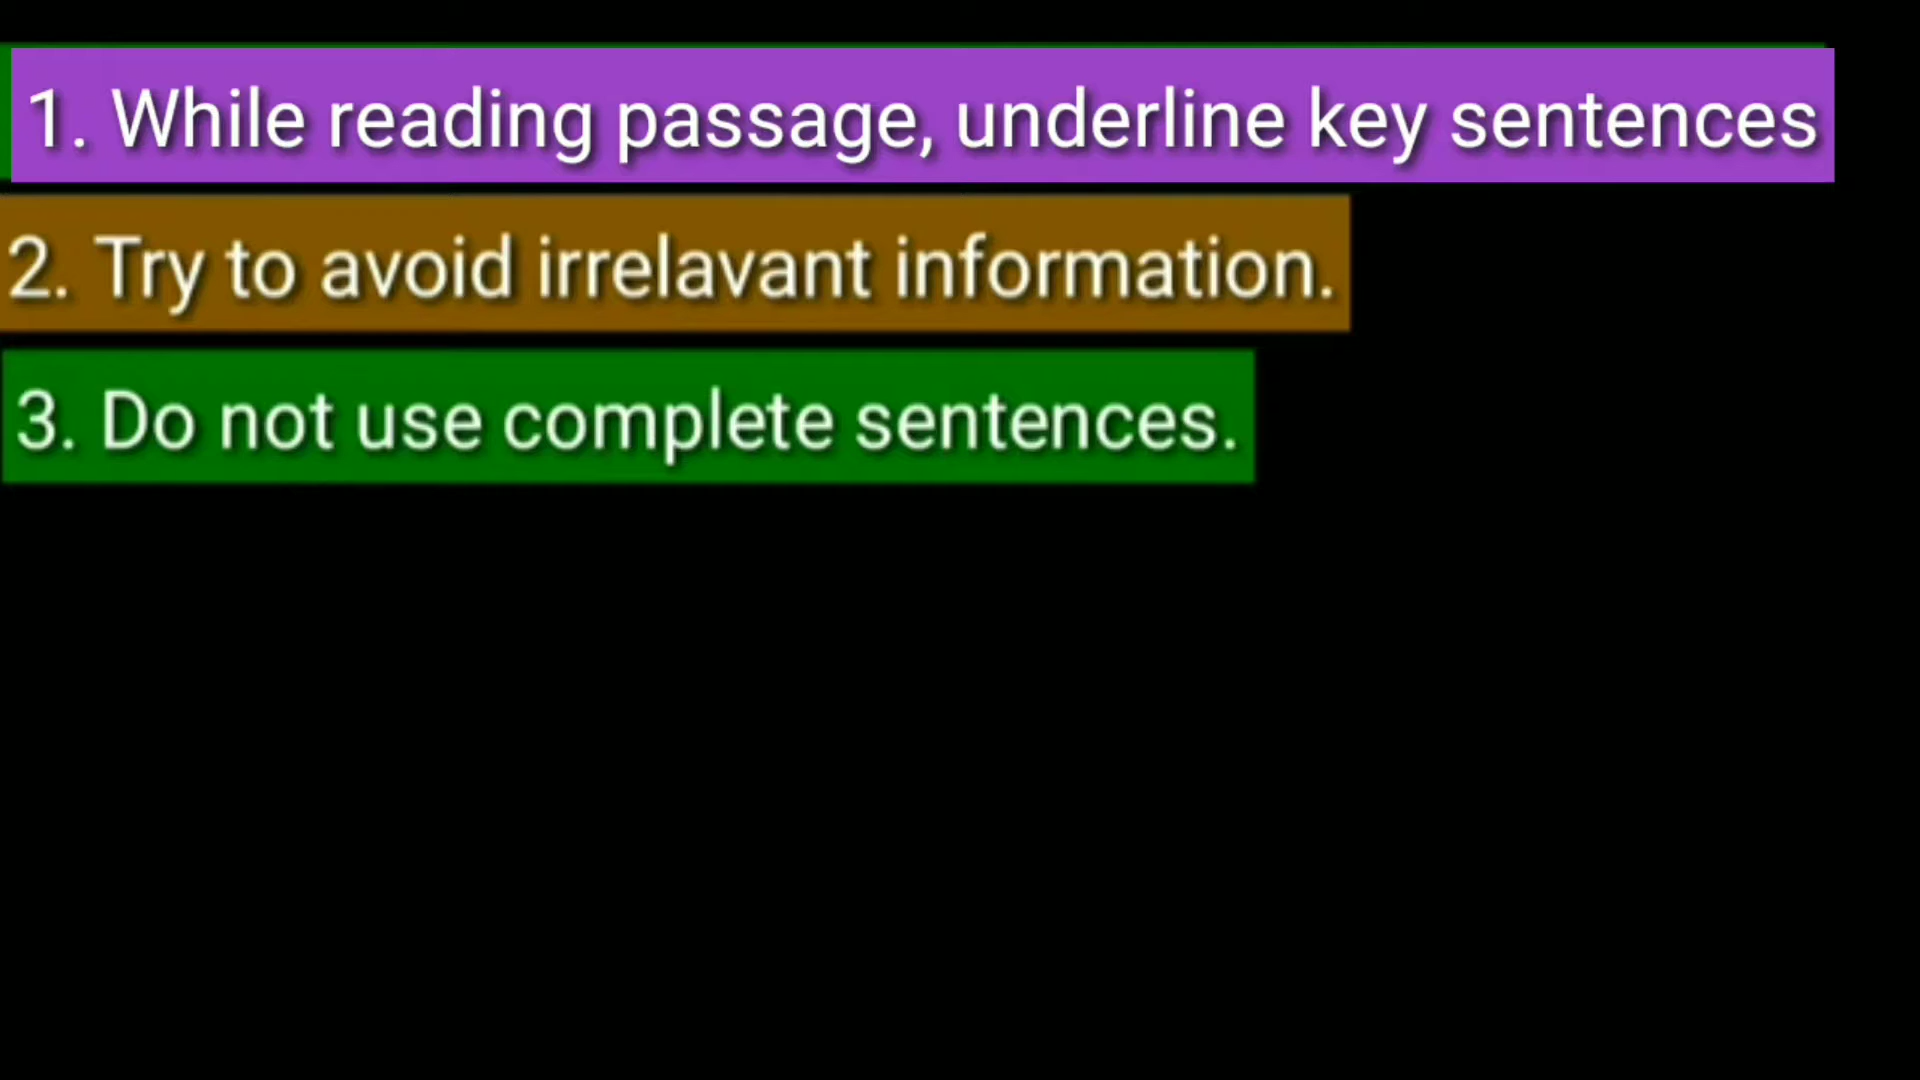 1. While reading passage, underline key sentences
2. Try to avoid irrelavant information.
3. Do not use complete sentences.